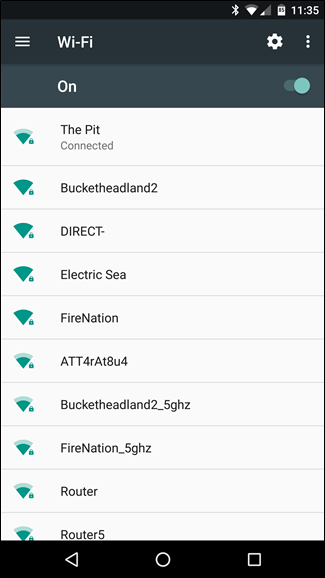 11:35
Wi-Fi
On
The Pit
Connected
Bucketheadland2
DIRECT-
Electric Sea
FireNation
ATT4rAt8u4
Bucketheadland2_5ghz
FireNation_5ghz
Router
Router5